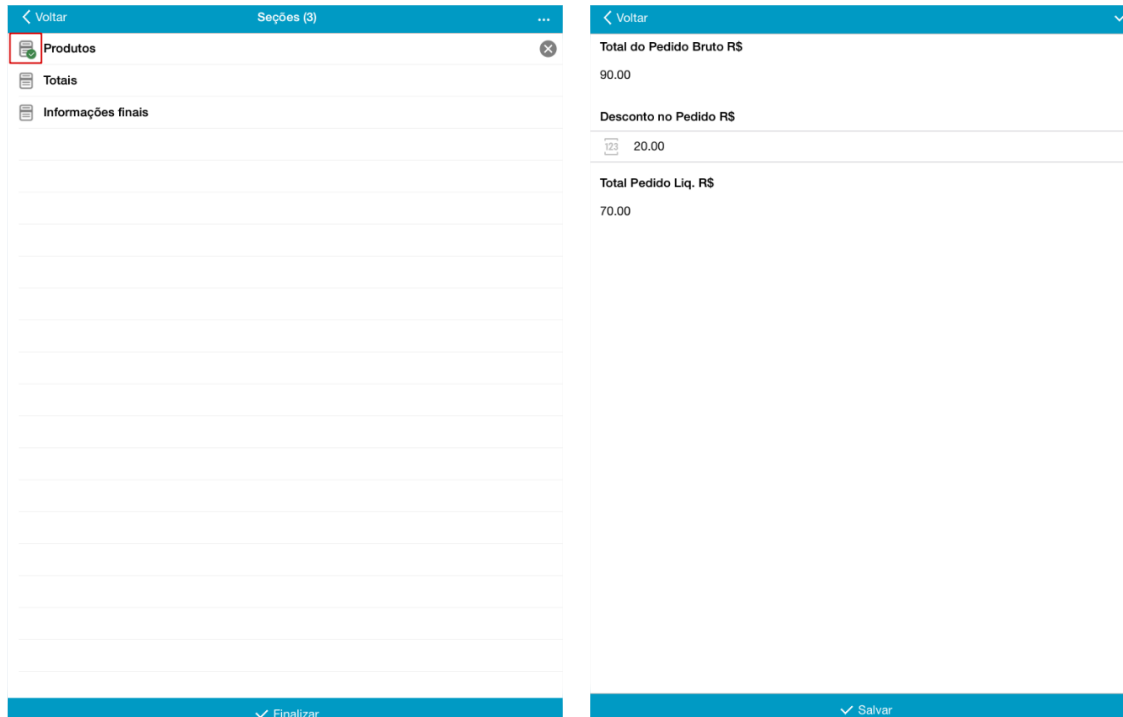 Voltar
Seções (3)
...
Produtos
Totais
Informações finais
Finalizar
Voltar
Total do Pedido Bruto R$
90.00
Desconto no Pedido R$
123
20.00
Total Pedido Liq. R$
70.00
Salvar